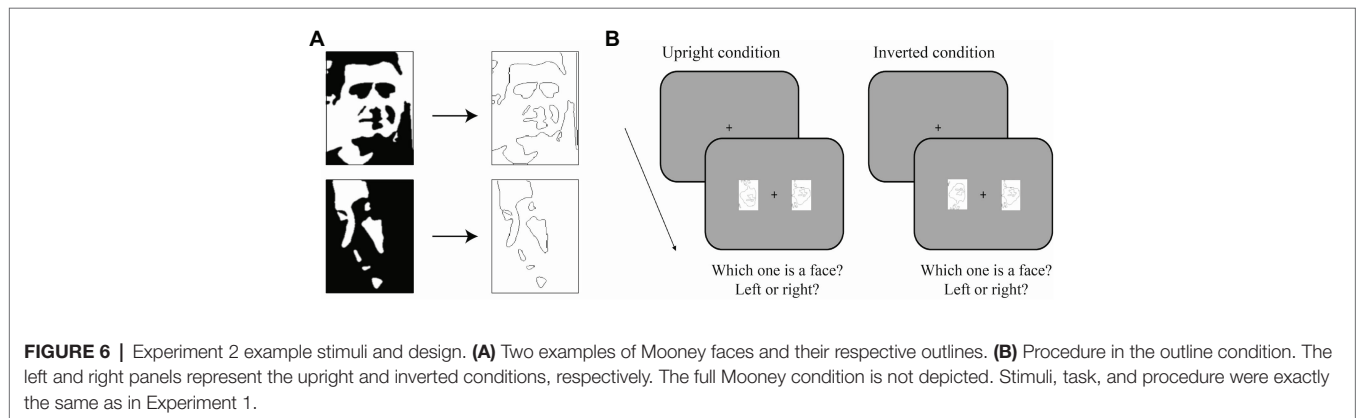 A
B
Upright condition
Inverted condition
+
+
+
+
Which one is a face?
Left or right?
Which one is a face?
Left or right?
FIGURE 6 | Experiment 2 example stimuli and design. (A) Two examples of Mooney faces and their respective outlines. (B) Procedure in the outline condition. The
left and right panels represent the upright and inverted conditions, respectively. The full Mooney condition is not depicted. Stimuli, task, and procedure were exactly
the same as in Experiment 1.